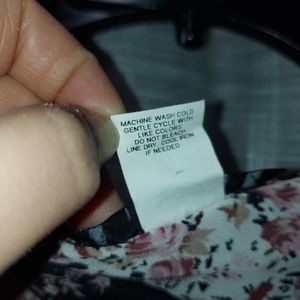 MACHINE WASH COLD
GENTLE CYCLE WITH
LIKE COLORS
DO NOT BLEACH
LINE DRY. COOL IRON.
IF NEEDED